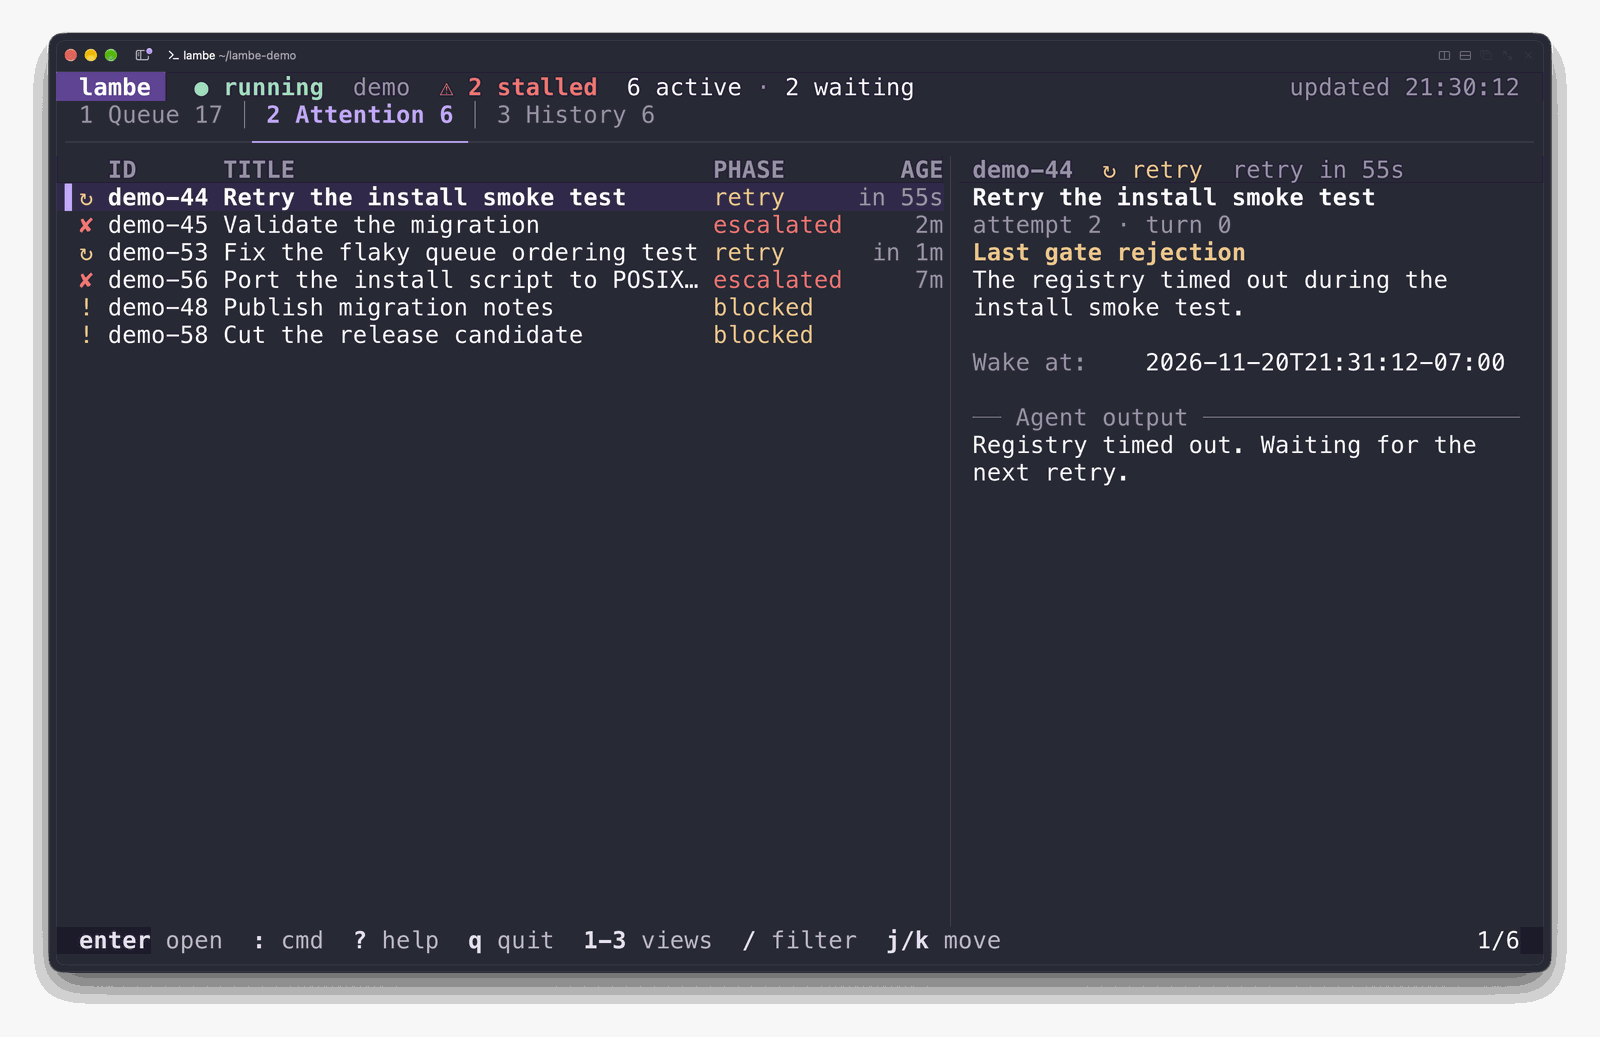 lambe ~/lambe-demo
lambe ● running demo ⚠ 2 stalled 6 active · 2 waiting updated 21:30:12
1 Queue 17 │ 2 Attention 6 │ 3 History 6
ID TITLE PHASE AGE
↻ demo-44 Retry the install smoke test retry in 55s
✘ demo-45 Validate the migration escalated 2m
↻ demo-53 Fix the flaky queue ordering test retry in 1m
✘ demo-56 Port the install script to POSIX… escalated 7m
! demo-48 Publish migration notes blocked
! demo-58 Cut the release candidate blocked
demo-44 ↻ retry retry in 55s
Retry the install smoke test
attempt 2 · turn 0
Last gate rejection
The registry timed out during the
install smoke test.
Wake at: 2026-11-20T21:31:12-07:00
Agent output
Registry timed out. Waiting for the
next retry.
enter open : cmd ? help q quit 1-3 views / filter j/k move 1/6